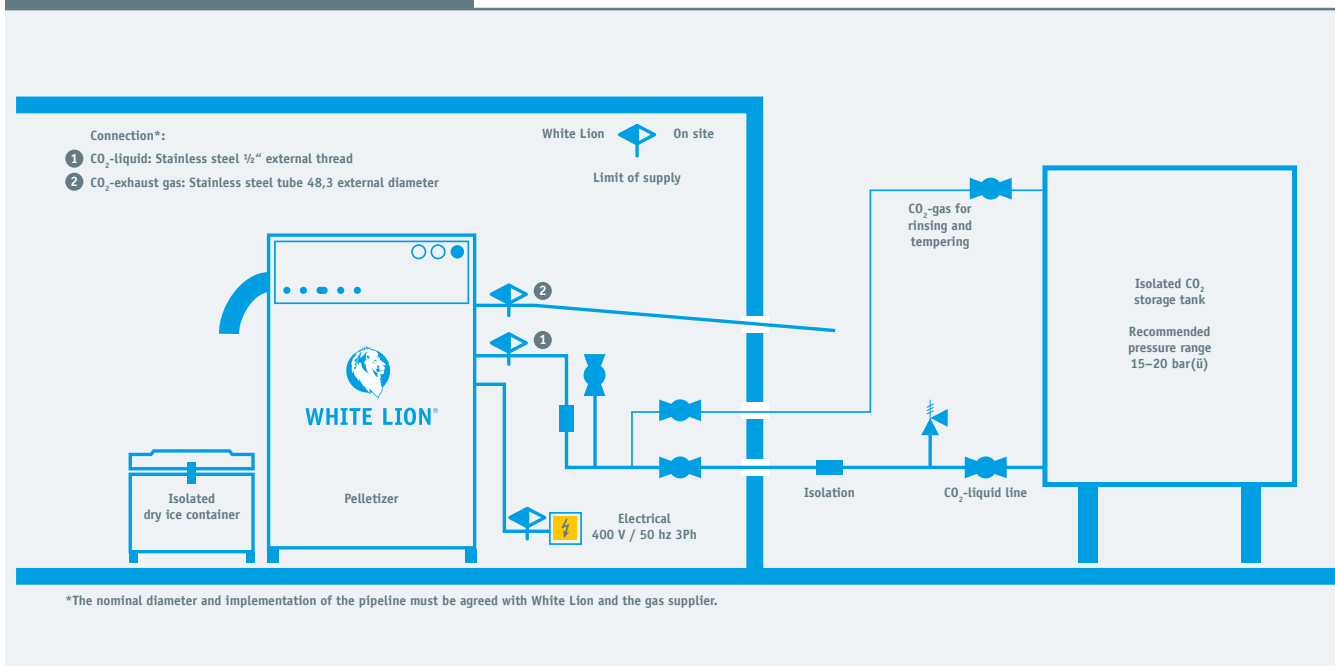 Connection*:
1 CO₂-liquid: Stainless steel ½“ external thread
2 CO₂-exhaust gas: Stainless steel tube 48,3 external diameter
White Lion
On site
Limit of supply
CO₂-gas for
rinsing and
tempering
Isolated CO₂
storage tank
Recommended
pressure range
15–20 bar(ü)
2
1
WHITE LION®
Isolated
dry ice container
Pelletizer
Electrical
400 V / 50 hz 3Ph
Isolation
CO₂-liquid line
*The nominal diameter and implementation of the pipeline must be agreed with White Lion and the gas supplier.